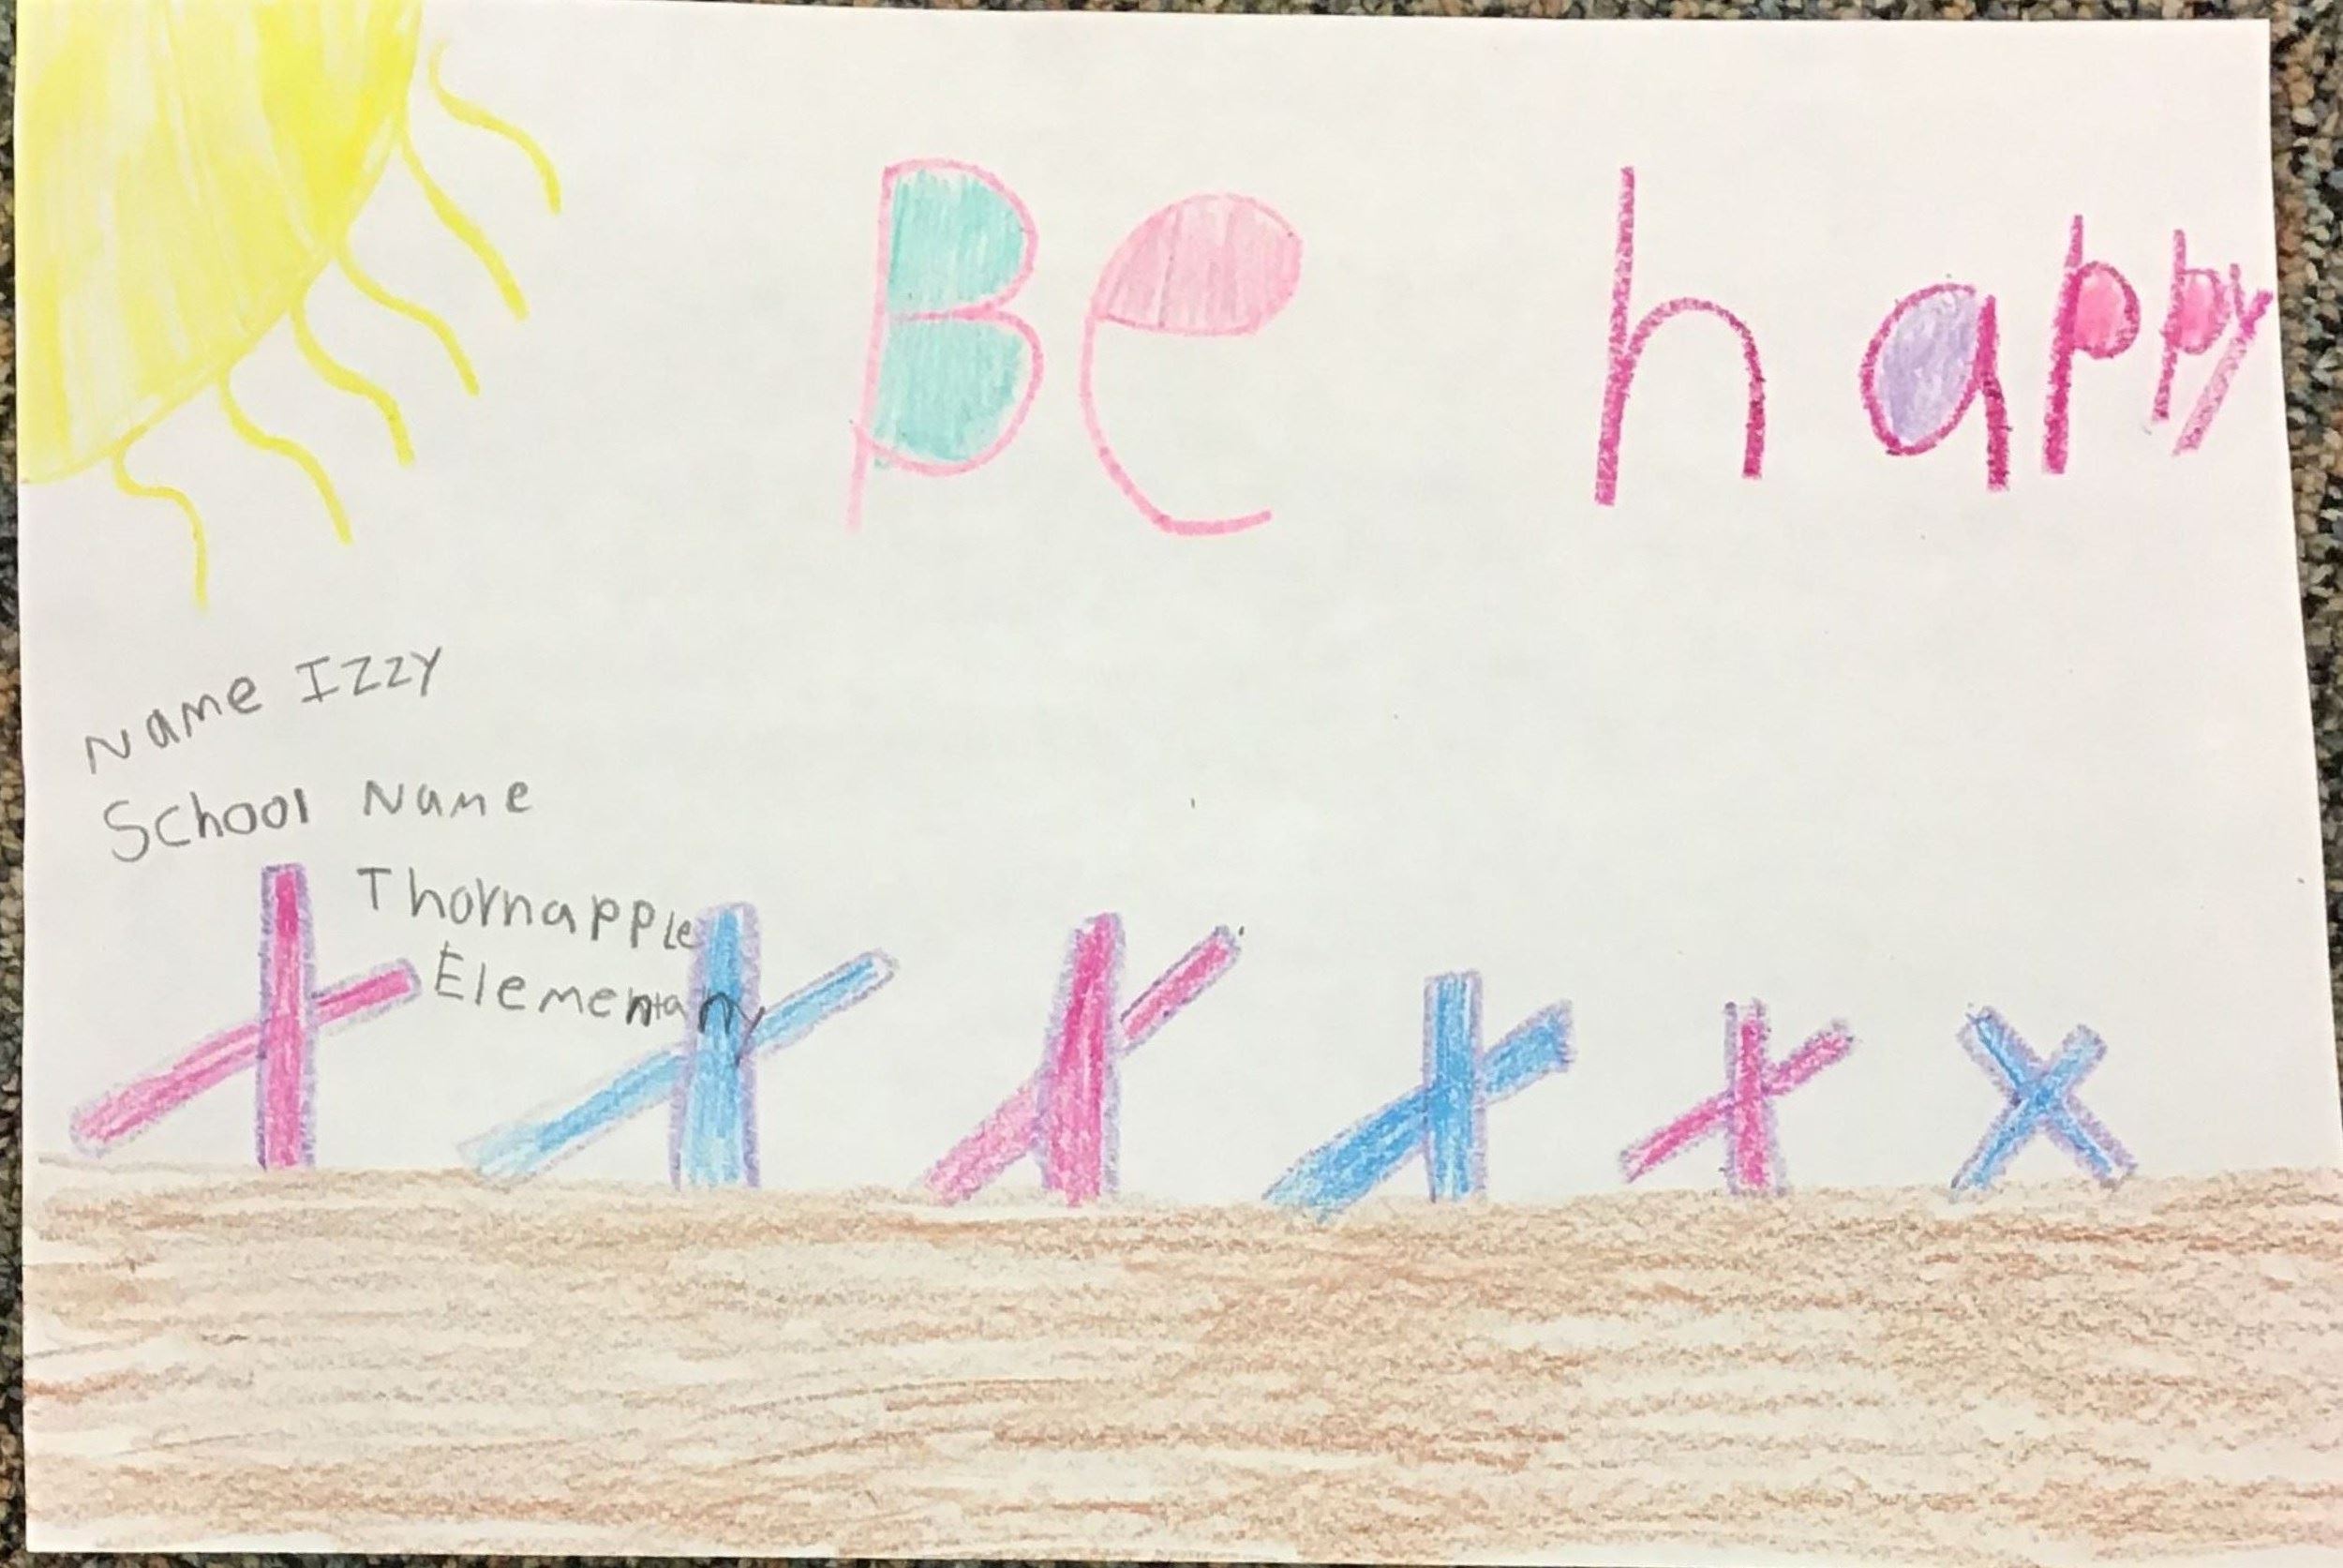 Be happy
Name Izzy
School Name
Thornapple
Elementary